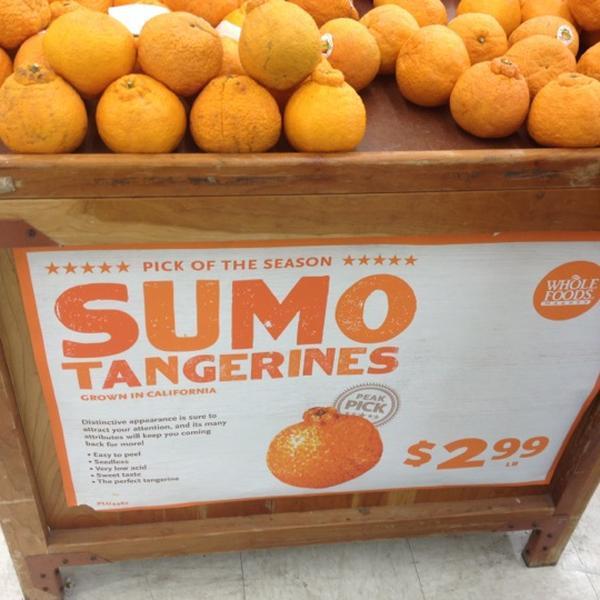 ★★★★★ PICK OF THE SEASON ★★★★★
SUMO
TANGERINES
GROWN IN CALIFORNIA
WHOLE
FOODS
MARKET
Distinctive appearance is sure to
attract your attention, and its many
attributes will keep you coming
back for more!
• Easy to peel
• Seedless
• Very low acid
• Sweet taste
• The perfect tangerine
PEAK
PICK
$2.99
LB